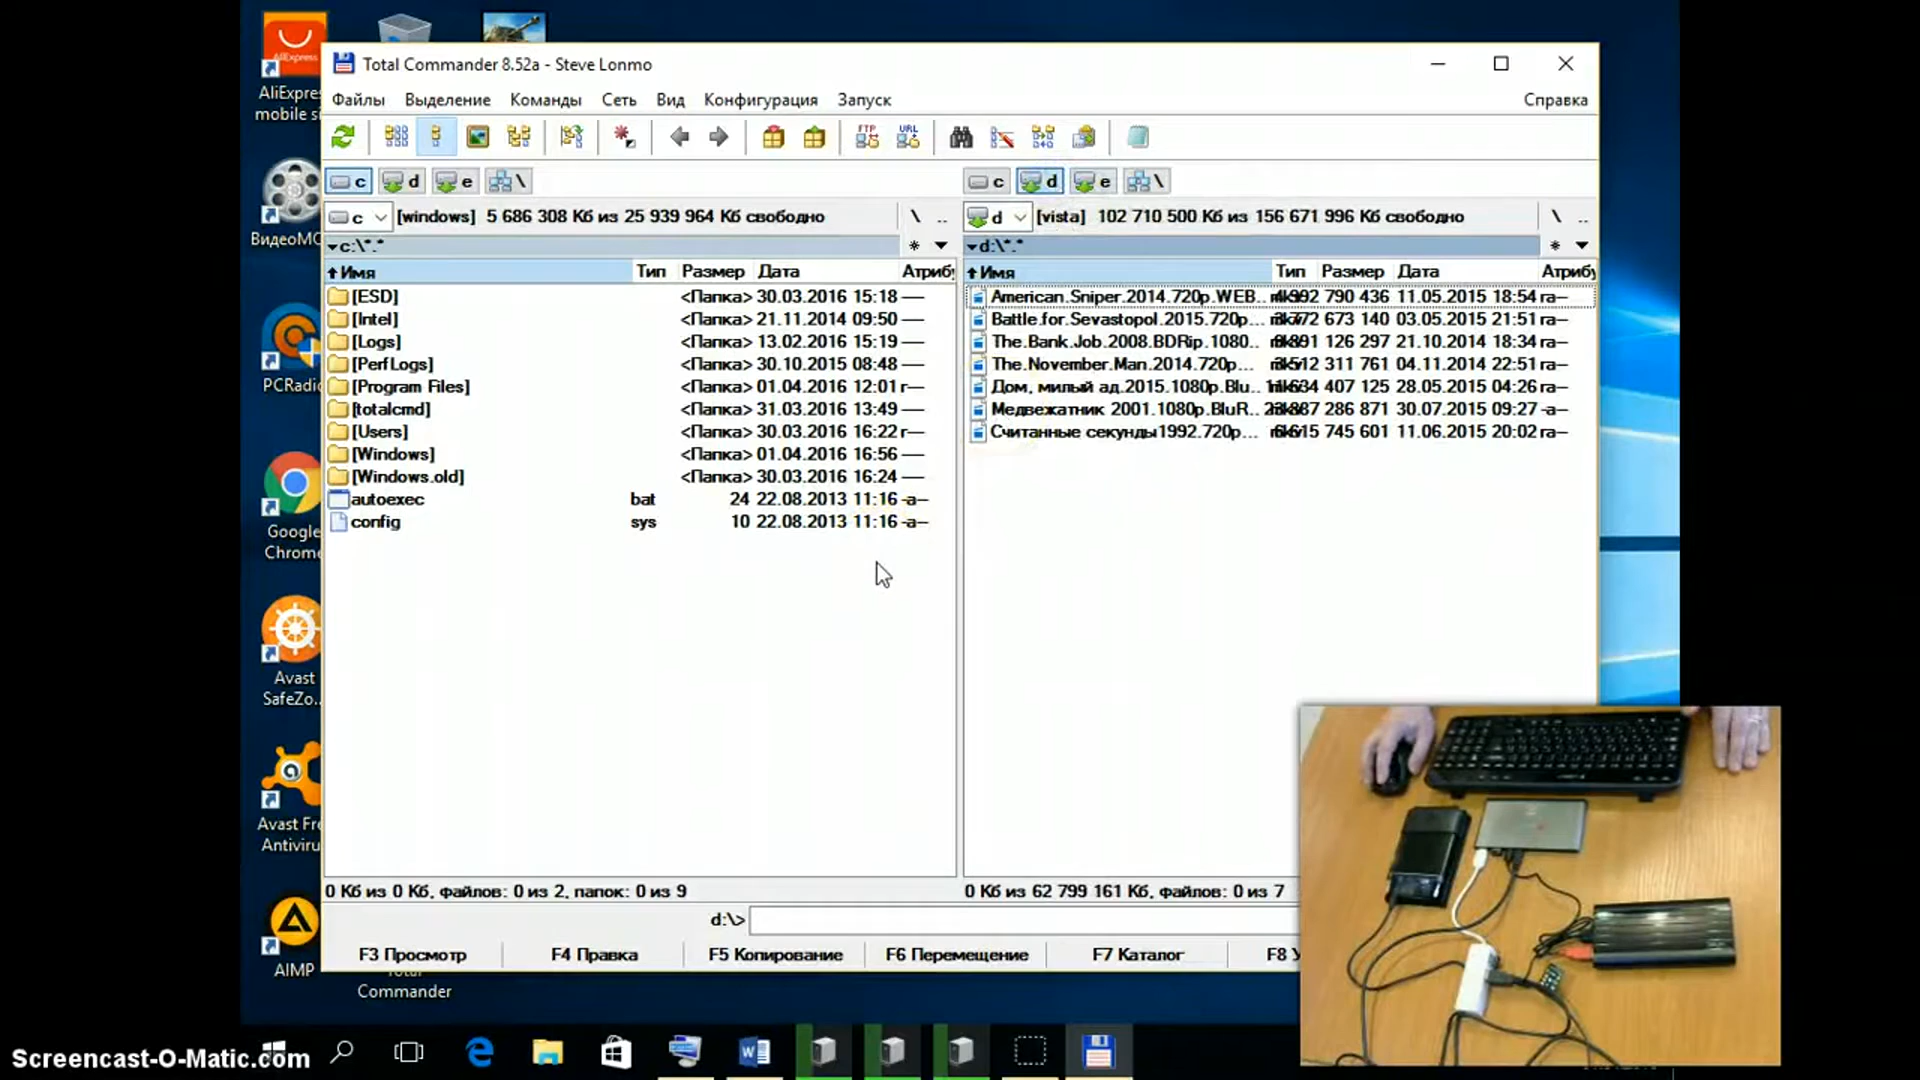 AliExpress
mobile si
ВидеоМО
PCRadio
Google
Chrome
Avast
SafeZo...
Avast Fre
Antivirus
AIMP
Commander
Total Commander 8.52a - Steve Lonmo
Файлы Выделение Команды Сеть Вид Конфигурация Запуск Справка
FTP URL
c d e \ c d e \
c [windows] 5 686 308 Кб из 25 939 964 Кб свободно \ ..
d [vista] 102 710 500 Кб из 156 671 996 Кб свободно \ ..
c:\*.* * 
d:\*.* *
Имя Тип Размер Дата Атрибу
[ESD] <Папка> 30.03.2016 15:18 ----
[Intel] <Папка> 21.11.2014 09:50 ----
[Logs] <Папка> 13.02.2016 15:19 ----
[PerfLogs] <Папка> 30.10.2015 08:48 ----
[Program Files] <Папка> 01.04.2016 12:01 r---
[totalcmd] <Папка> 31.03.2016 13:49 ----
[Users] <Папка> 30.03.2016 16:22 r---
[Windows] <Папка> 01.04.2016 16:56 ----
[Windows.old] <Папка> 30.03.2016 16:24 ----
autoexec bat 24 22.08.2013 11:16 -a--
config sys 10 22.08.2013 11:16 -a--
Имя Тип Размер Дата Атрибу
American.Sniper.2014.720p.WEB.. 790 436 11.05.2015 18:54 ra--
Battle.for.Sevastopol.2015.720p... 673 140 03.05.2015 21:51 ra--
The.Bank.Job.2008.BDRip.1080... 126 297 21.10.2014 18:34 ra--
The.November.Man.2014.720p... 311 761 04.11.2014 22:51 ra--
Дом, милый ад.2015.1080p.Blu.. 407 125 28.05.2015 04:26 ra--
Медвежатник 2001.1080p.BluR.. 286 871 30.07.2015 09:27 -a--
Считанные секунды1992.720p... 745 601 11.06.2015 20:02 ra--
0 Кб из 0 Кб, файлов: 0 из 2, папок: 0 из 9
0 Кб из 62 799 161 Кб, файлов: 0 из 7
d:\>
F3 Просмотр F4 Правка F5 Копирование F6 Перемещение F7 Каталог F8 У
Screencast-O-Matic.com